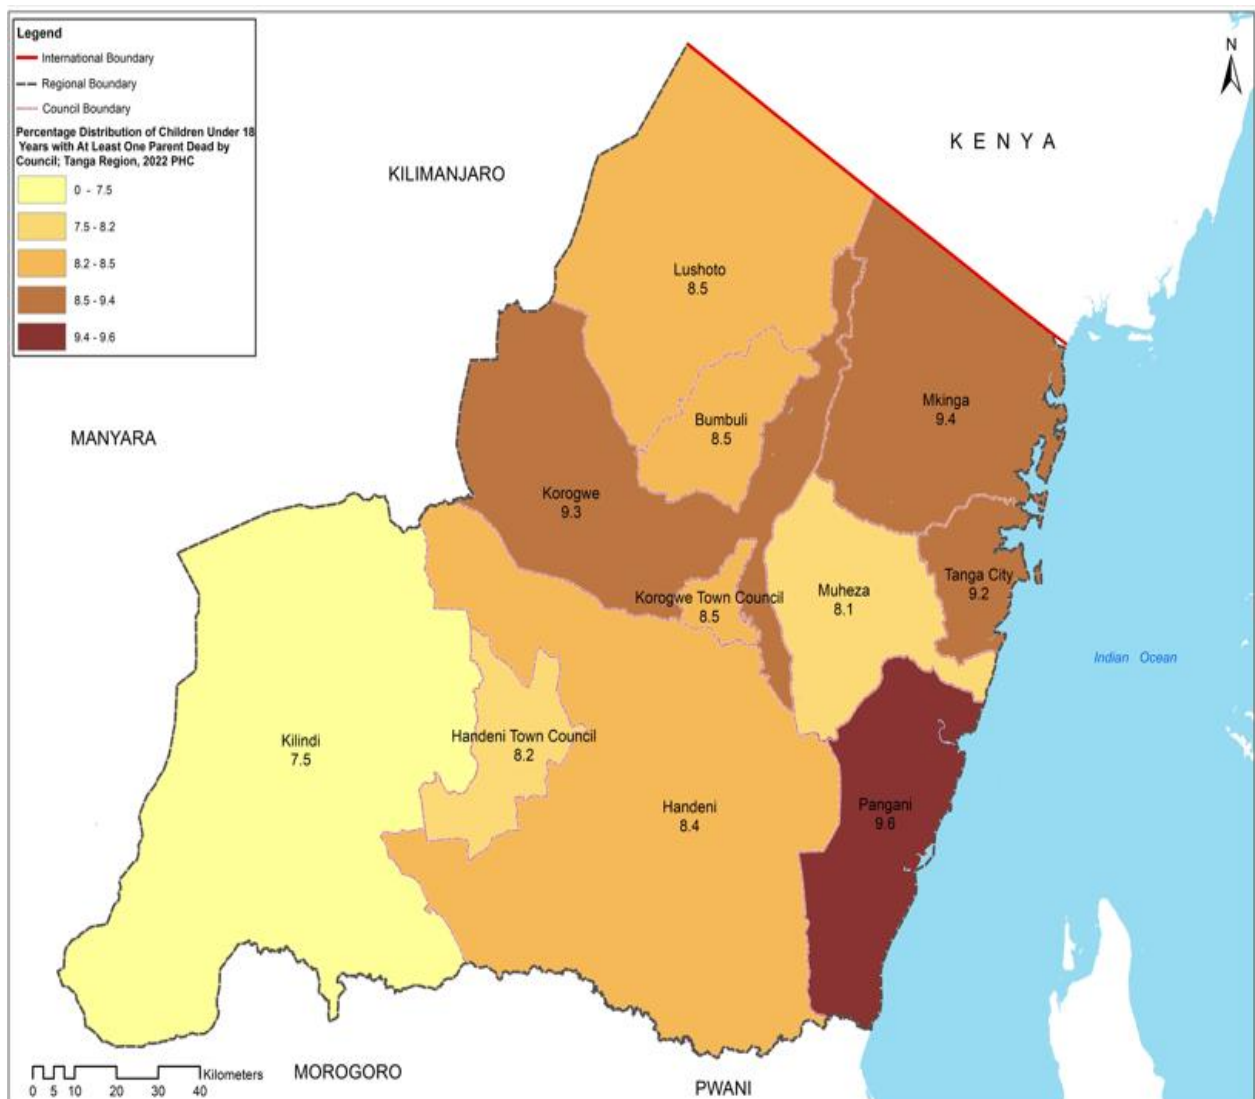 Legend
International Boundary
Regional Boundary
Council Boundary
Percentage Distribution of Children Under 18
Years with At Least One Parent Dead by
Council; Tanga Region, 2022 PHC
0 - 7.5
7.5 - 8.2
8.2 - 8.5
8.5 - 9.4
9.4 - 9.6
N
KENYA
KILIMANJARO
Lushoto
8.5
Mkinga
9.4
Bumbuli
8.5
MANYARA
Korogwe
9.3
Tanga City
9.2
Korogwe Town Council
8.5
Muheza
8.1
Indian Ocean
Kilindi
7.5
Handeni Town Council
8.2
Handeni
8.4
Pangani
9.6
Kilometers
0 5 10 20 30 40
MOROGORO
PWANI